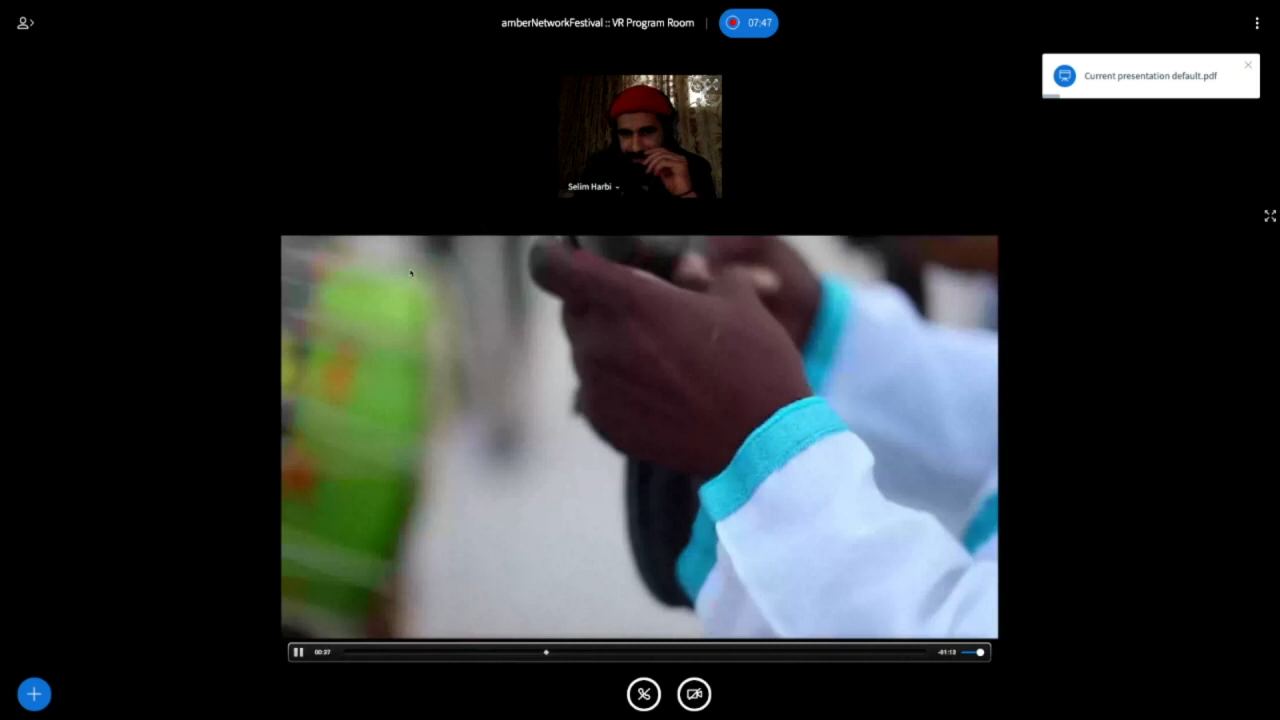 amberNetworkFestival :: VR Program Room
07:47
Current presentation default.pdf
Selim Harbi
00:37
-01:13